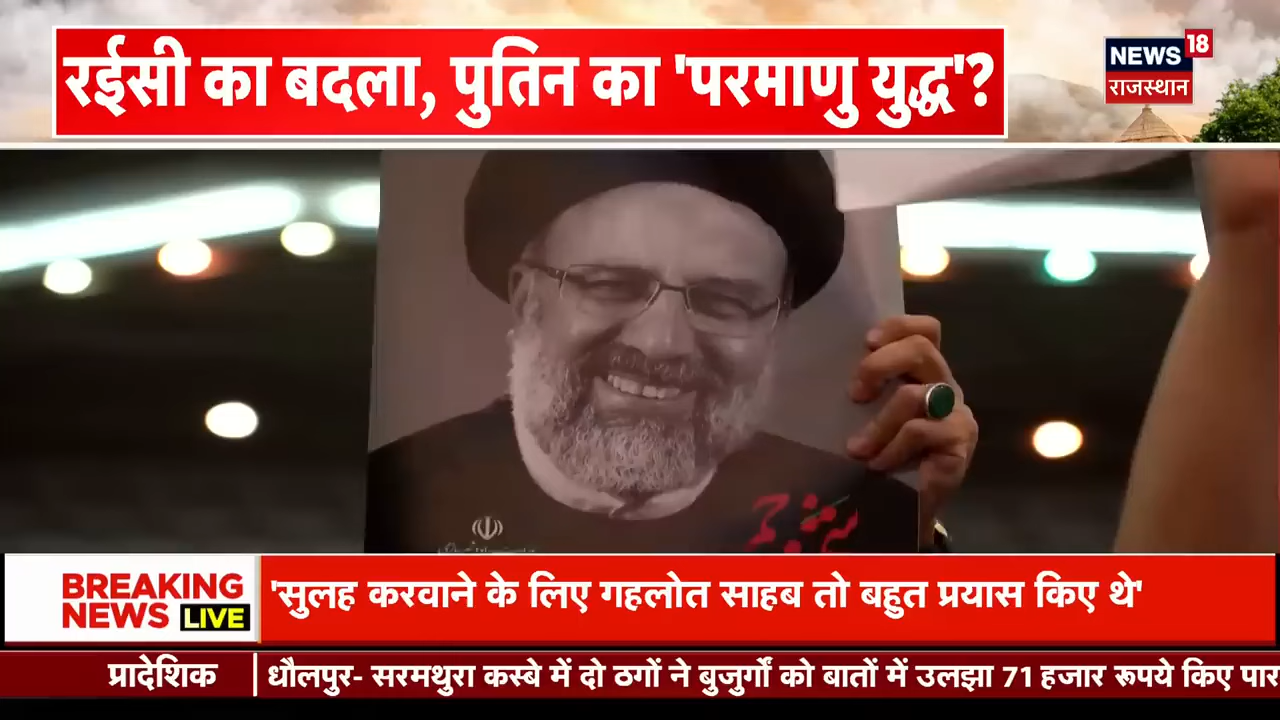 रईसी का बदला, पुतिन का 'परमाणु युद्ध'?
NEWS 18
राजस्थान
BREAKING
NEWS LIVE
'सुलह करवाने के लिए गहलोत साहब तो बहुत प्रयास किए थे'
प्रादेशिक
धौलपुर- सरमथुरा कस्बे में दो ठगों ने बुजुर्गों को बातों में उलझा 71 हजार रूपये किए पार